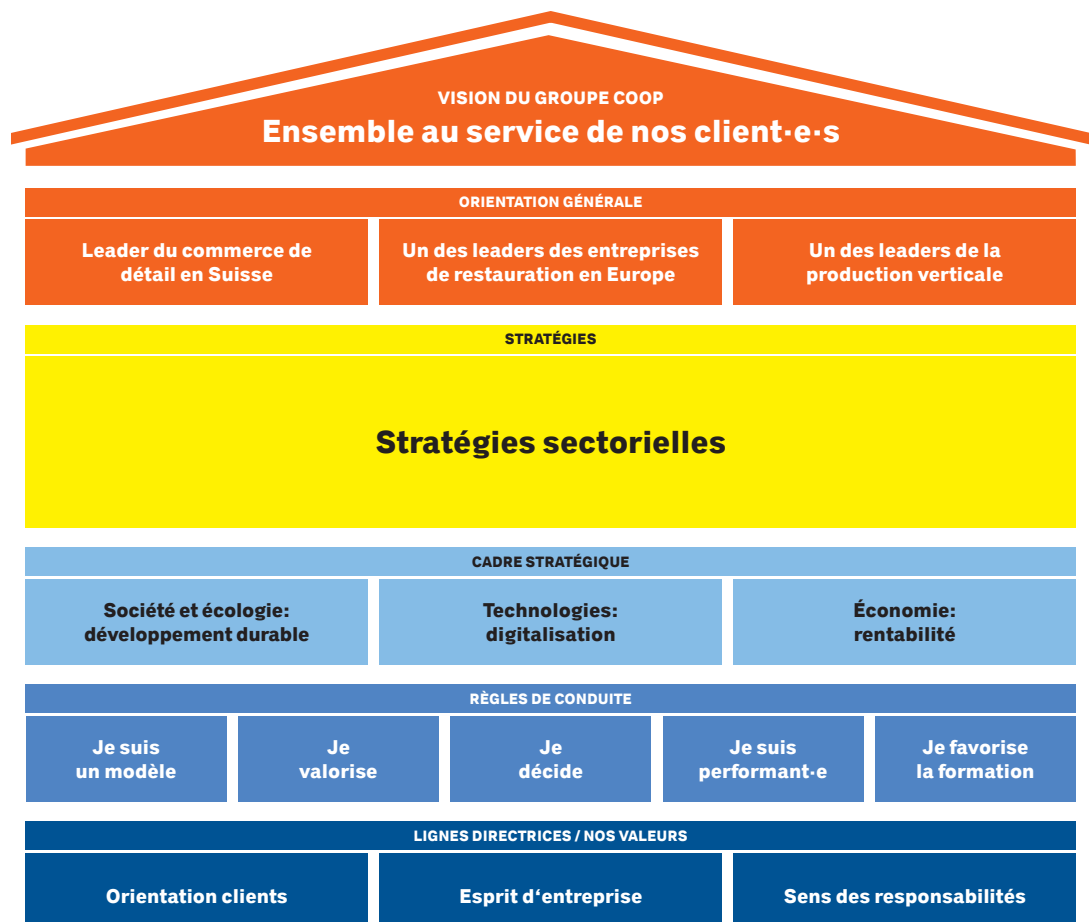 VISION DU GROUPE COOP
Ensemble au service de nos client·e·s
ORIENTATION GÉNÉRALE
Leader du commerce de
détail en Suisse
Un des leaders des entreprises
de restauration en Europe
Un des leaders de la
production verticale
STRATÉGIES
Stratégies sectorielles
CADRE STRATÉGIQUE
Société et écologie:
développement durable
Technologies:
digitalisation
Économie:
rentabilité
RÈGLES DE CONDUITE
Je suis
un modèle
Je
valorise
Je
décide
Je suis
performant·e
Je favorise
la formation
LIGNES DIRECTRICES / NOS VALEURS
Orientation clients
Esprit d‘entreprise
Sens des responsabilités